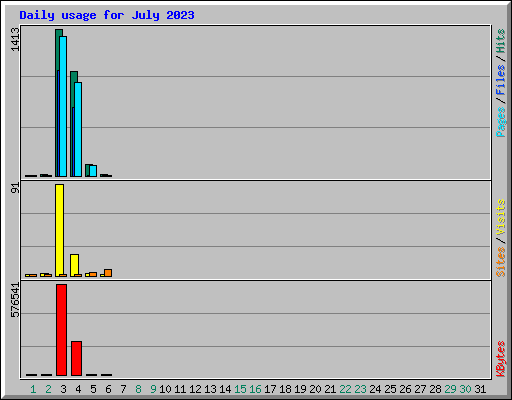 Daily usage for July 2023
1413
Pages / Files / Hits
91
Sites / Visits
576541
KBytes
1 2 3 4 5 6 7 8 9 10 11 12 13 14 15 16 17 18 19 20 21 22 23 24 25 26 27 28 29 30 31